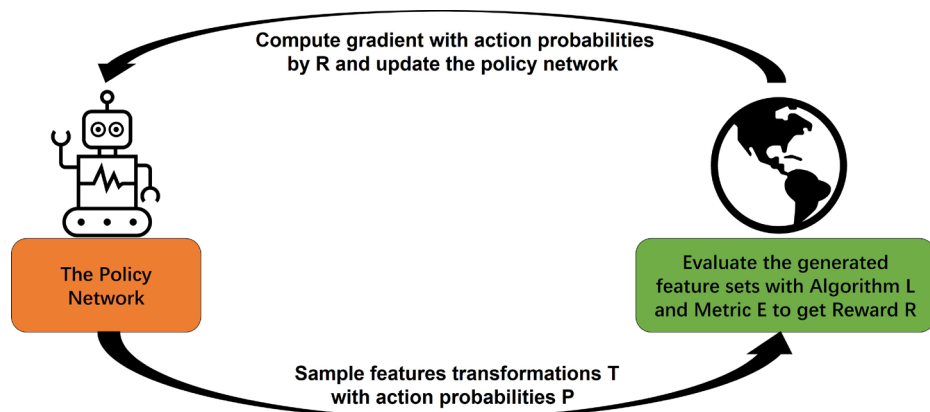 Compute gradient with action probabilities
by R and update the policy network
The Policy
Network
Evaluate the generated
feature sets with Algorithm L
and Metric E to get Reward R
Sample features transformations T
with action probabilities P